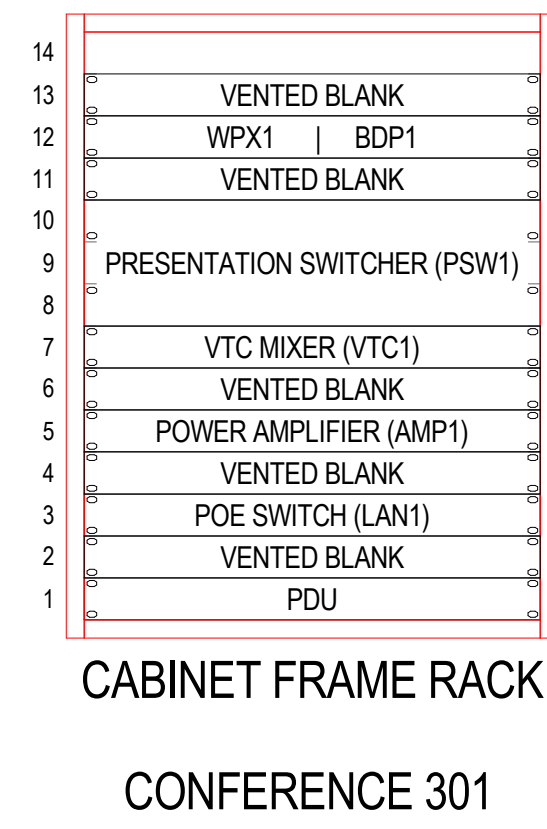 14
13 VENTED BLANK
12 WPX1 | BDP1
11 VENTED BLANK
10
9 PRESENTATION SWITCHER (PSW1)
8
7 VTC MIXER (VTC1)
6 VENTED BLANK
5 POWER AMPLIFIER (AMP1)
4 VENTED BLANK
3 POE SWITCH (LAN1)
2 VENTED BLANK
1 PDU
CABINET FRAME RACK
CONFERENCE 301